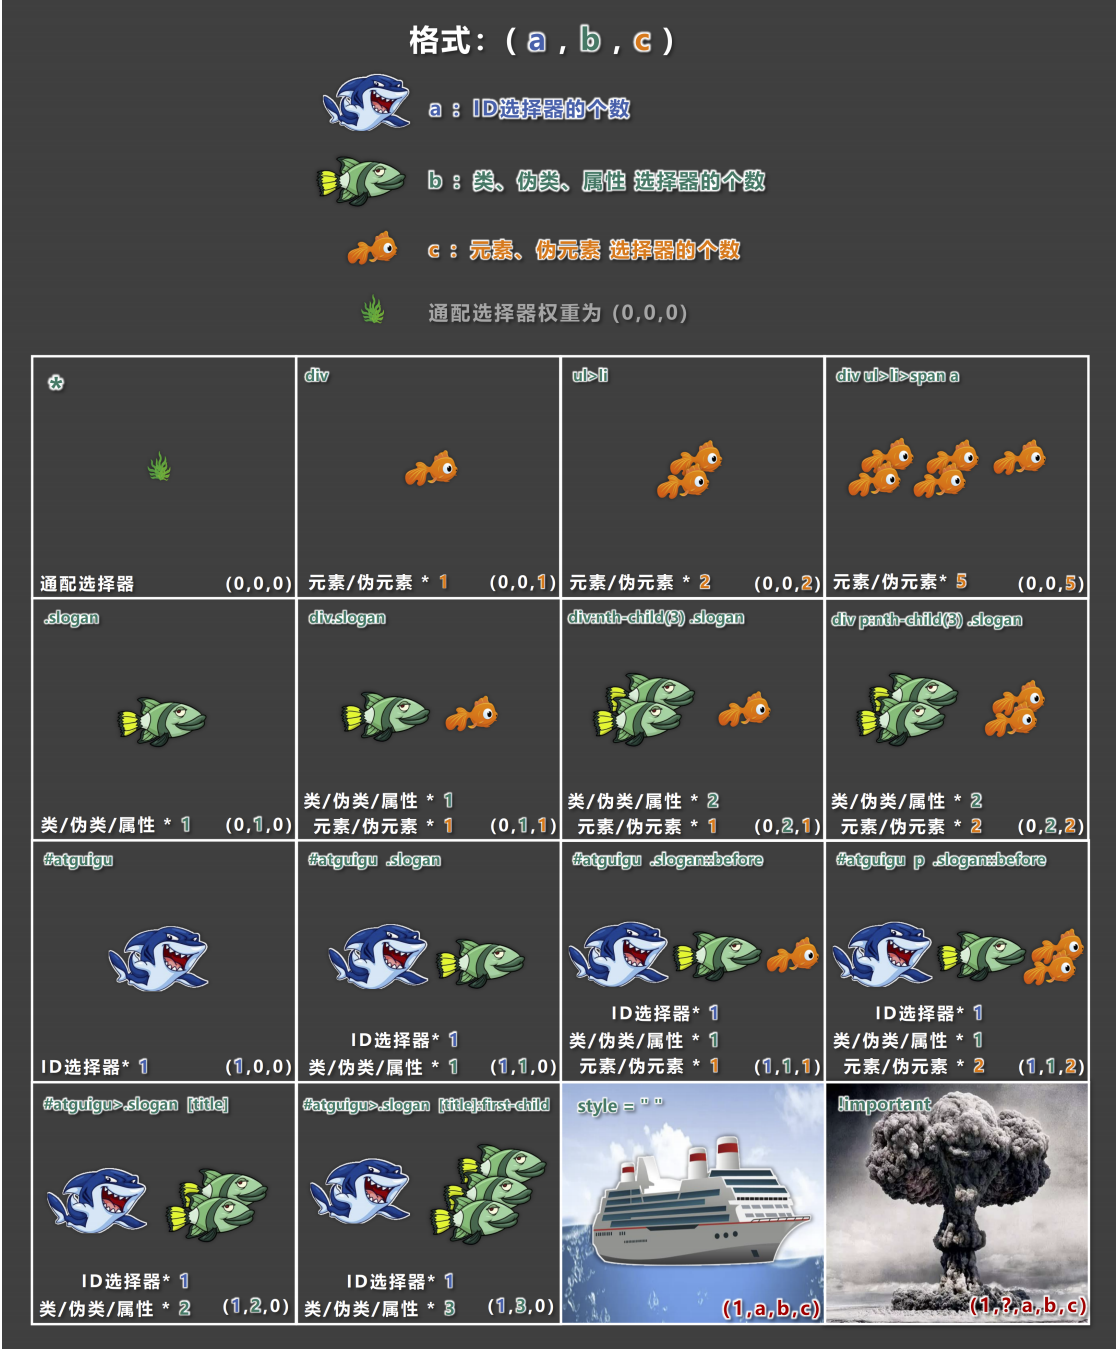 格式：( a , b , c )
a ：ID选择器的个数
b ：类、伪类、属性 选择器的个数
c ：元素、伪元素 选择器的个数
通配选择器权重为 (0,0,0)
*
通配选择器 (0,0,0)
div
元素/伪元素 * 1 (0,0,1)
ul>li
元素/伪元素 * 2 (0,0,2)
div ul>li>span a
元素/伪元素* 5 (0,0,5)
.slogan
类/伪类/属性 * 1 (0,1,0)
div.slogan
类/伪类/属性 * 1
元素/伪元素 * 1 (0,1,1)
div:nth-child(3) .slogan
类/伪类/属性 * 2
元素/伪元素 * 1 (0,2,1)
div p:nth-child(3) .slogan
类/伪类/属性 * 2
元素/伪元素 * 2 (0,2,2)
#atguigu
ID选择器* 1 (1,0,0)
#atguigu .slogan
ID选择器* 1
类/伪类/属性 * 1 (1,1,0)
#atguigu .slogan::before
ID选择器* 1
类/伪类/属性 * 1
元素/伪元素 * 1 (1,1,1)
#atguigu p .slogan::before
ID选择器* 1
类/伪类/属性 * 1
元素/伪元素 * 2 (1,1,2)
#atguigu>.slogan [title]
ID选择器* 1
类/伪类/属性 * 2 (1,2,0)
#atguigu>.slogan [title]:first-child
ID选择器* 1
类/伪类/属性 * 3 (1,3,0)
style = " "
(1,a,b,c)
!important
(1,?,a,b,c)